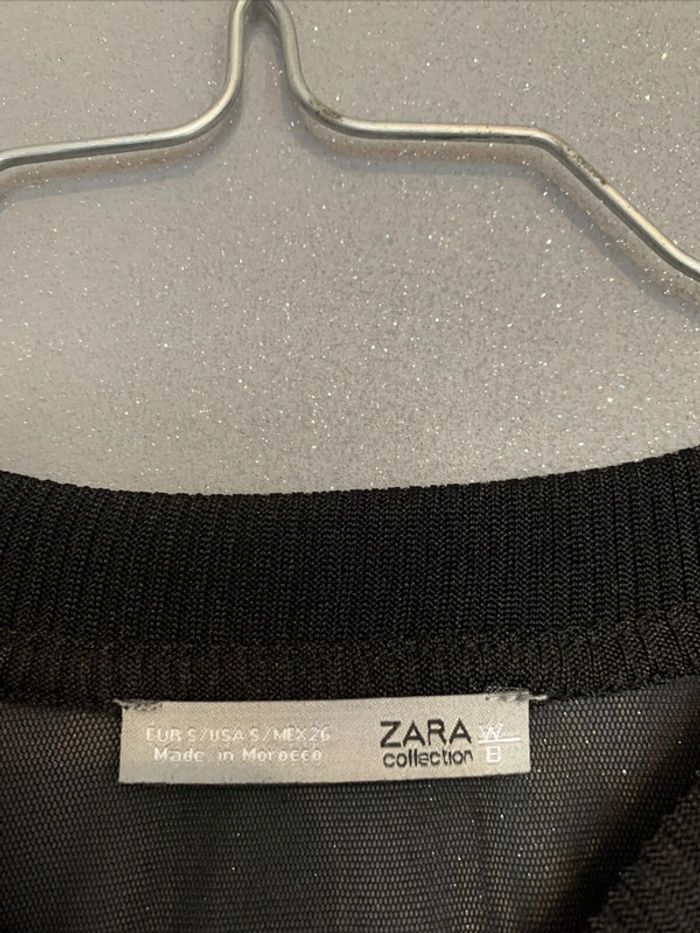 EUR S/USA S/MEX 26
Made in Morocco
ZARA
collection
W
B